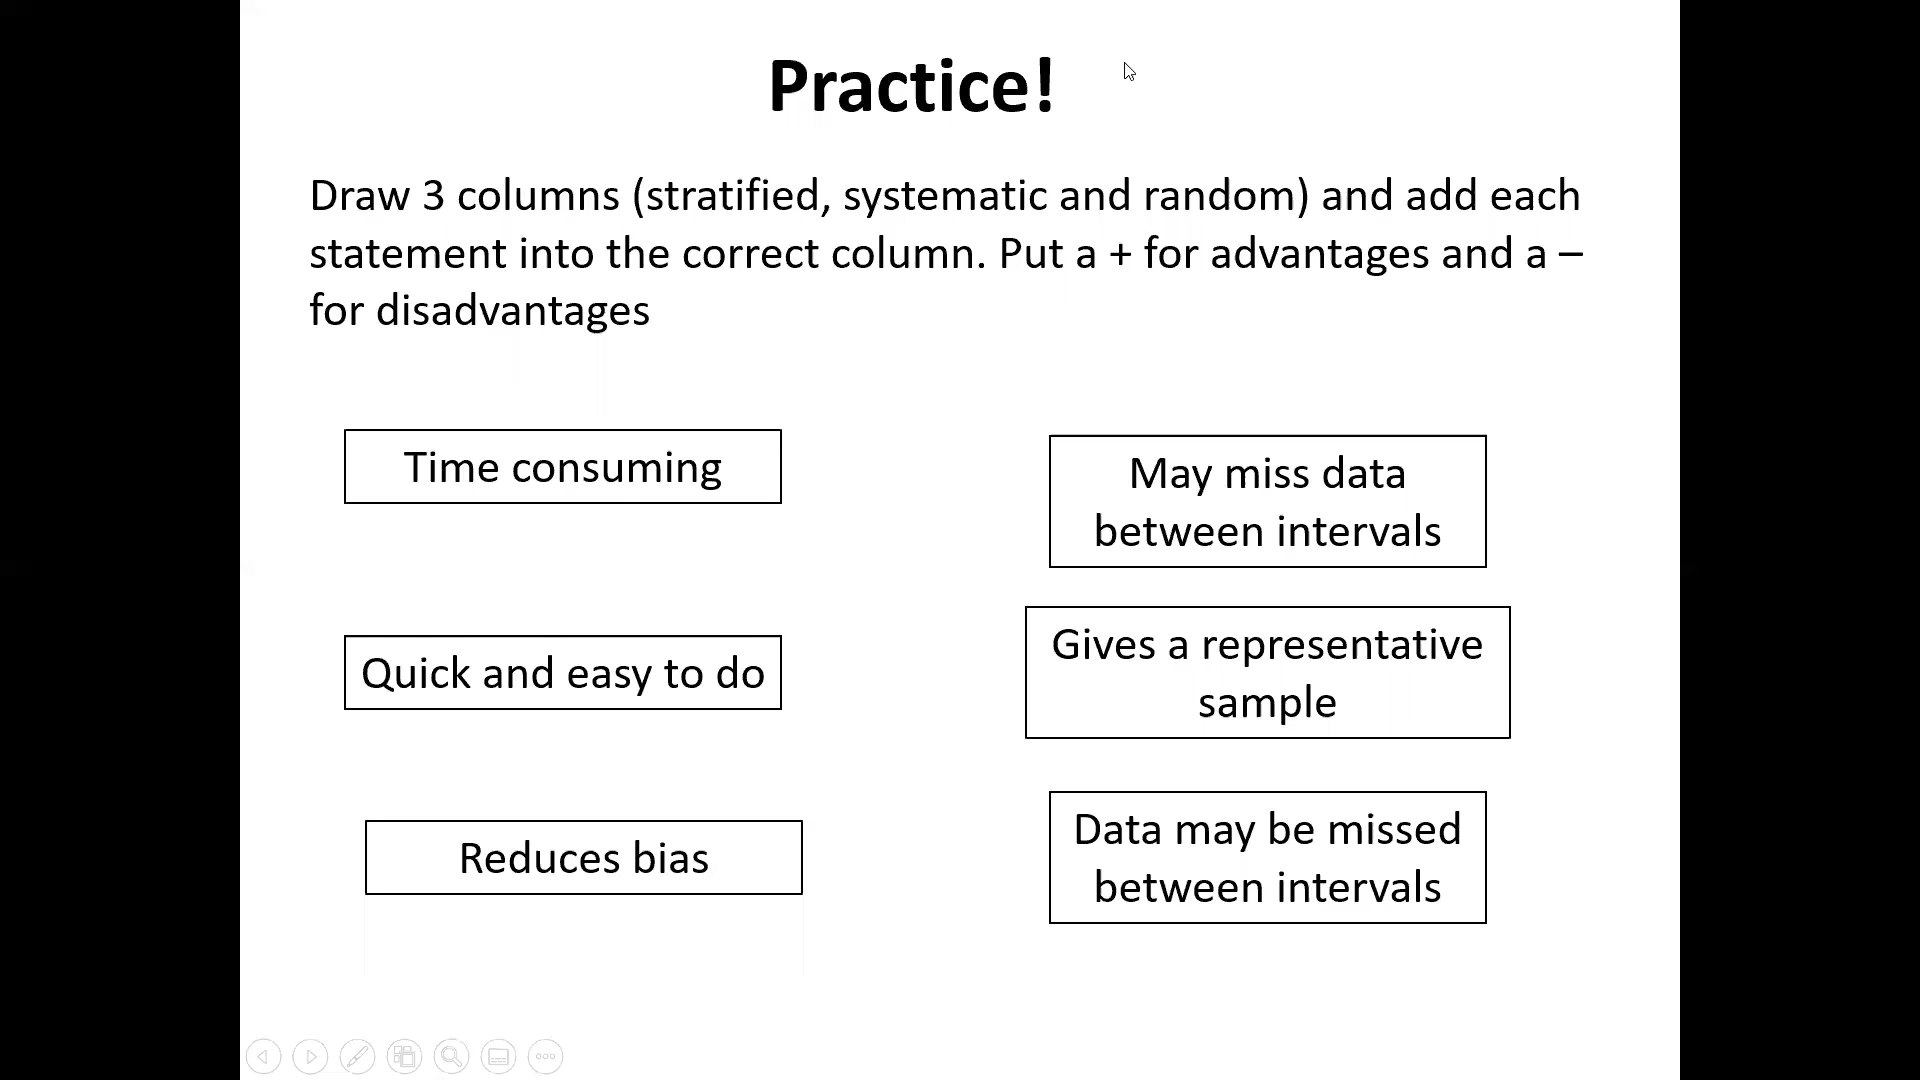 Practice!
Draw 3 columns (stratified, systematic and random) and add each
statement into the correct column. Put a + for advantages and a –
for disadvantages
Time consuming
May miss data
between intervals
Quick and easy to do
Gives a representative
sample
Reduces bias
Data may be missed
between intervals